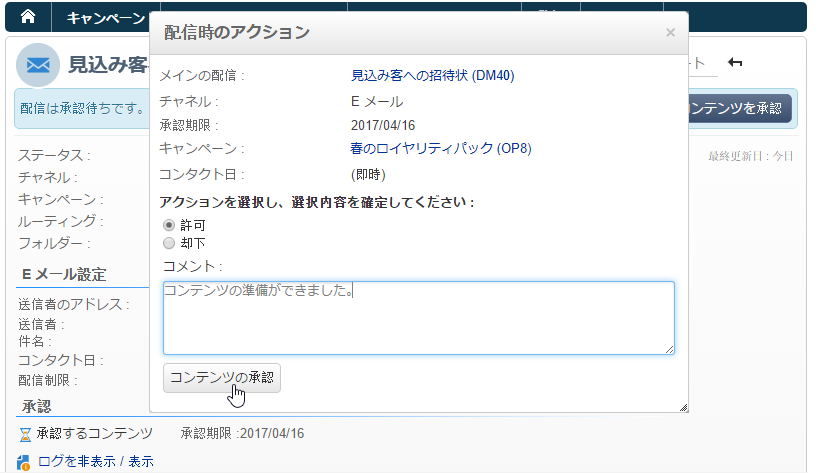 キャンペーン
配信時のアクション
×
見込み客
ート
配信は承認待ちです。
コンテンツを承認
メインの配信 :
見込み客への招待状 (DM40)
チャネル :
E メール
承認期限 :
2017/04/16
キャンペーン :
春のロイヤリティパック (OP8)
コンタクト日 :
(即時)
アクションを選択し、選択内容を確定してください :
許可
却下
コメント :
コンテンツの準備ができました。
コンテンツの承認
最終更新日 : 今日
ステータス :
チャネル :
キャンペーン :
ルーティング :
フォルダー :
E メール設定
送信者のアドレス :
送信者 :
件名 :
コンタクト日 :
配信制限 :
承認
承認するコンテンツ 承認期限 :2017/04/16
ログを非表示 / 表示